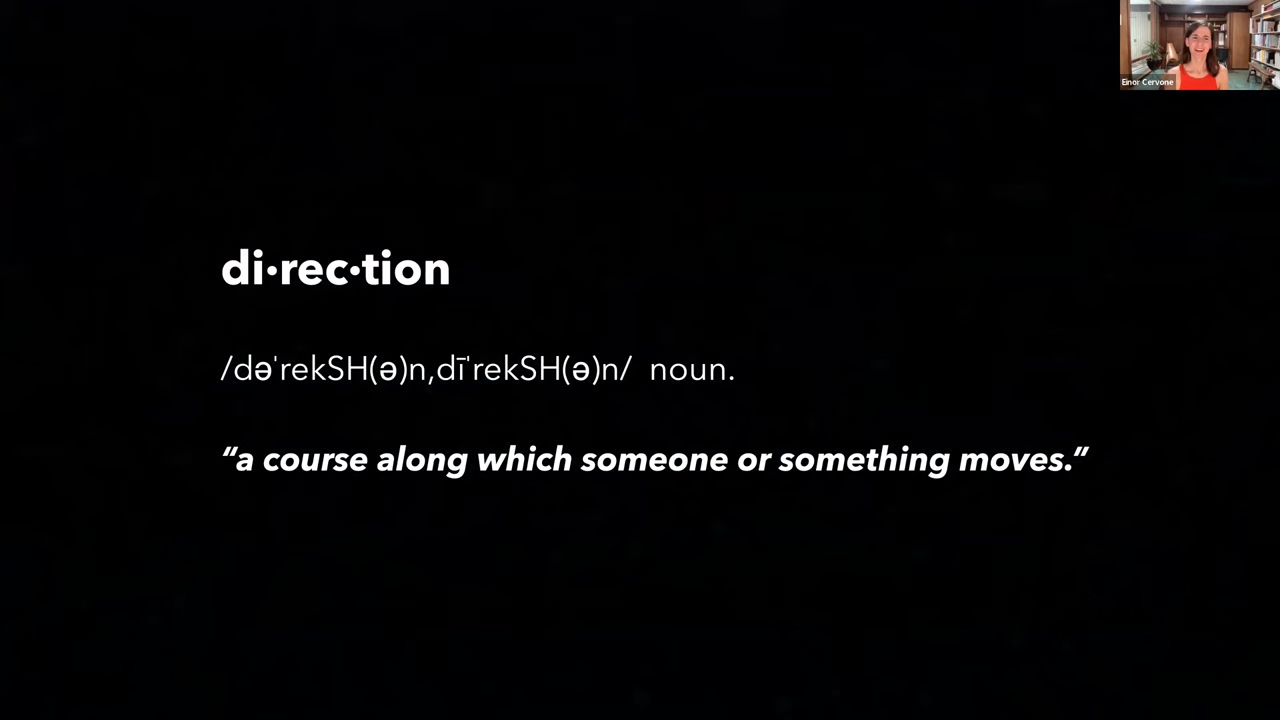 Einor Cervone
di·rec·tion
/dəˈrekSH(ə)n,dīˈrekSH(ə)n/ noun.
“a course along which someone or something moves.”